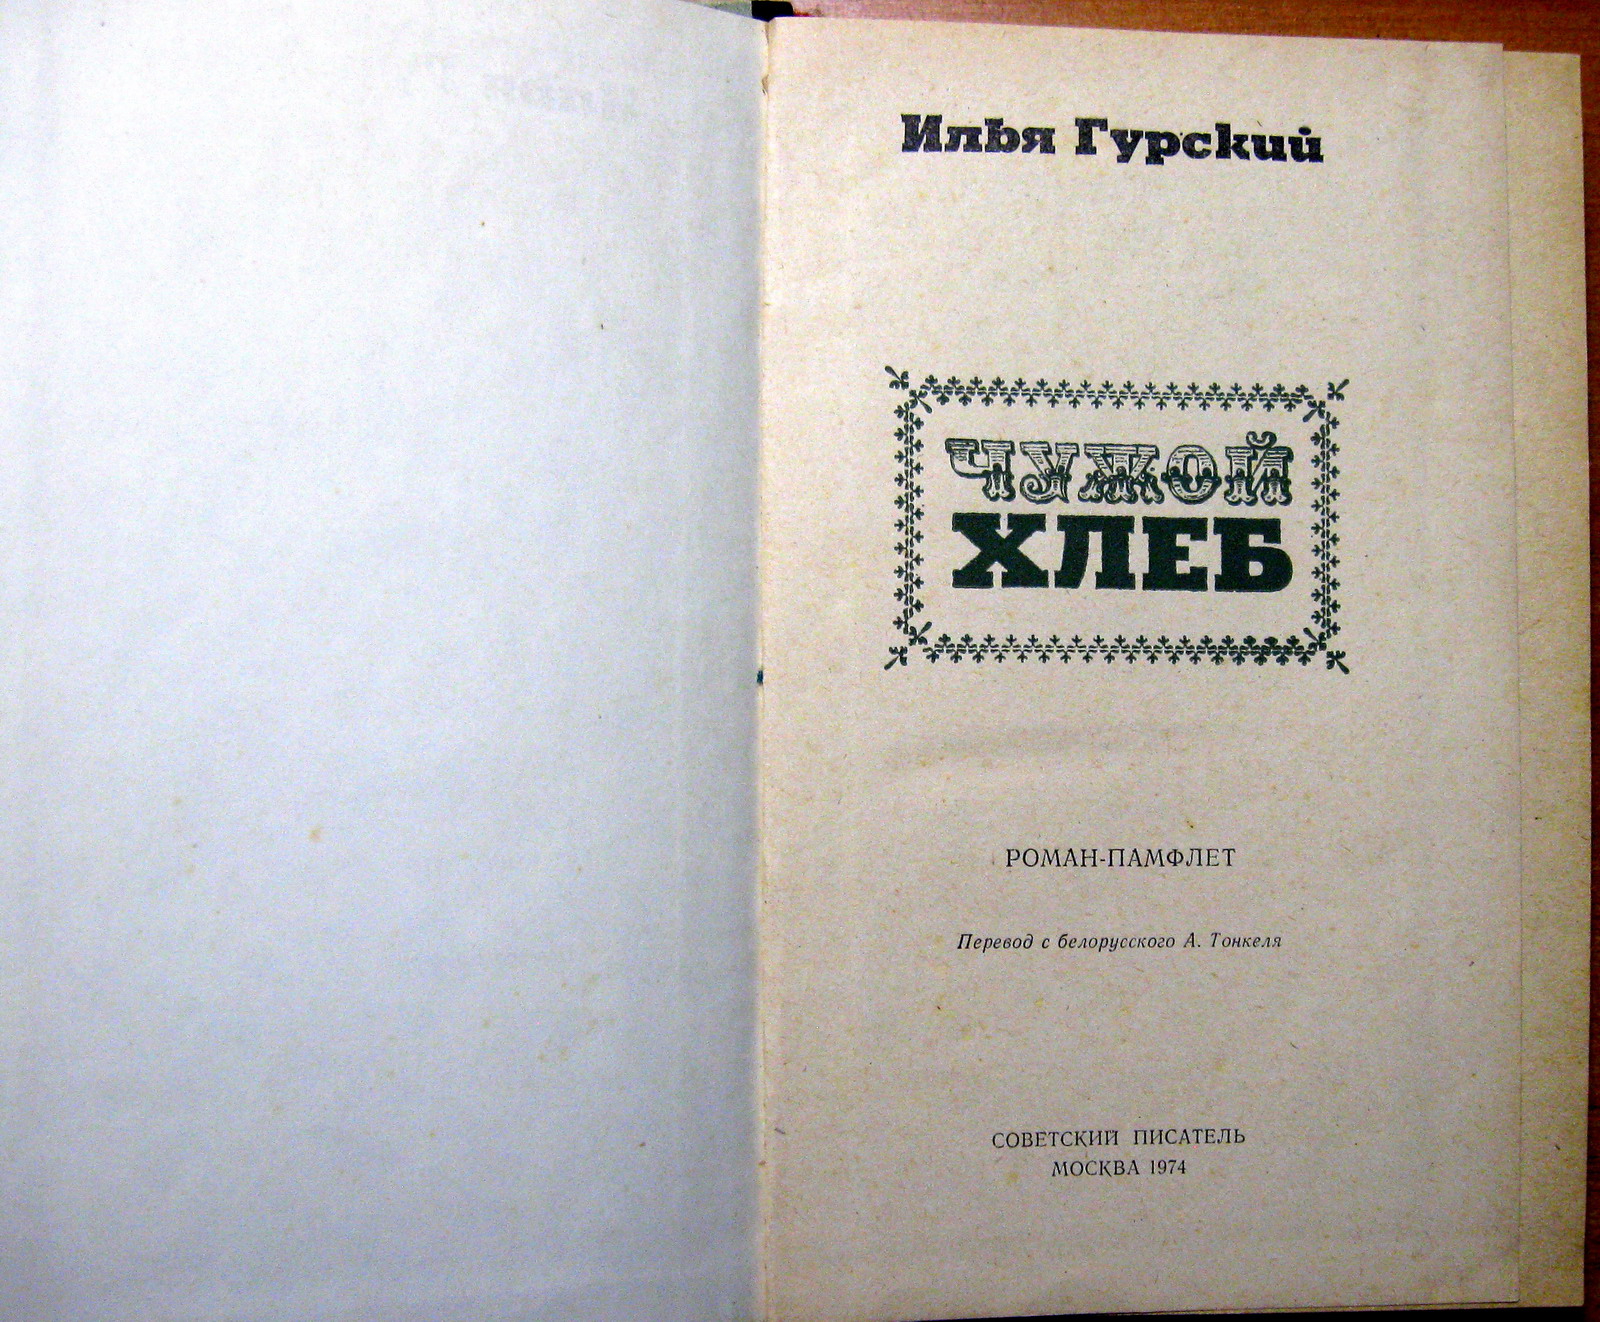 Илья Гурский
ЧУЖОЙ
ХЛЕБ
РОМАН-ПАМФЛЕТ
Перевод с белорусского А. Тонкеля
СОВЕТСКИЙ ПИСАТЕЛЬ
МОСКВА 1974